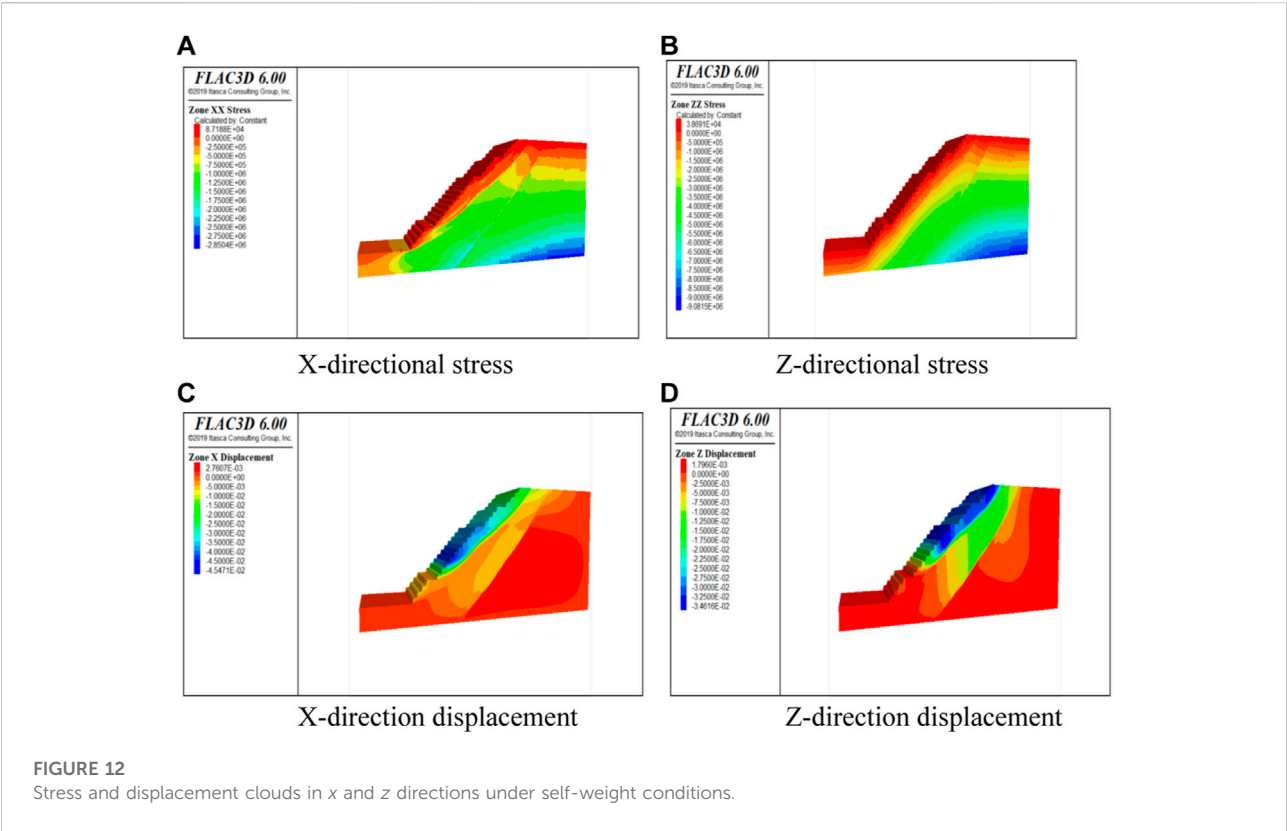 A
FLAC3D 6.00
©2019 Itasca Consulting Group, Inc.
Zone XX Stress
Calculated by: Constant
8.7188E+04
0.0000E+00
-2.5000E+05
-5.0000E+05
-7.5000E+05
-1.0000E+06
-1.2500E+06
-1.5000E+06
-1.7500E+06
-2.0000E+06
-2.2500E+06
-2.5000E+06
-2.7500E+06
-2.8504E+06
X-directional stress
B
FLAC3D 6.00
©2019 Itasca Consulting Group, Inc.
Zone ZZ Stress
Calculated by: Constant
3.8691E+04
0.0000E+00
-5.0000E+05
-1.0000E+06
-1.5000E+06
-2.0000E+06
-2.5000E+06
-3.0000E+06
-3.5000E+06
-4.0000E+06
-4.5000E+06
-5.0000E+06
-5.5000E+06
-6.0000E+06
-6.5000E+06
-7.0000E+06
-7.5000E+06
-8.0000E+06
-8.5000E+06
-9.0000E+06
-9.0815E+06
Z-directional stress
C
FLAC3D 6.00
©2019 Itasca Consulting Group, Inc.
Zone X Displacement
2.7607E-03
0.0000E+00
-5.0000E-03
-1.0000E-02
-1.5000E-02
-2.0000E-02
-2.5000E-02
-3.0000E-02
-3.5000E-02
-4.0000E-02
-4.5000E-02
-4.5471E-02
X-direction displacement
D
FLAC3D 6.00
©2019 Itasca Consulting Group, Inc.
Zone Z Displacement
1.7960E-03
0.0000E+00
-2.5000E-03
-5.0000E-03
-7.5000E-03
-1.0000E-02
-1.2500E-02
-1.5000E-02
-1.7500E-02
-2.0000E-02
-2.2500E-02
-2.5000E-02
-2.7500E-02
-3.0000E-02
-3.2500E-02
-3.4616E-02
Z-direction displacement
FIGURE 12
Stress and displacement clouds in x and z directions under self-weight conditions.